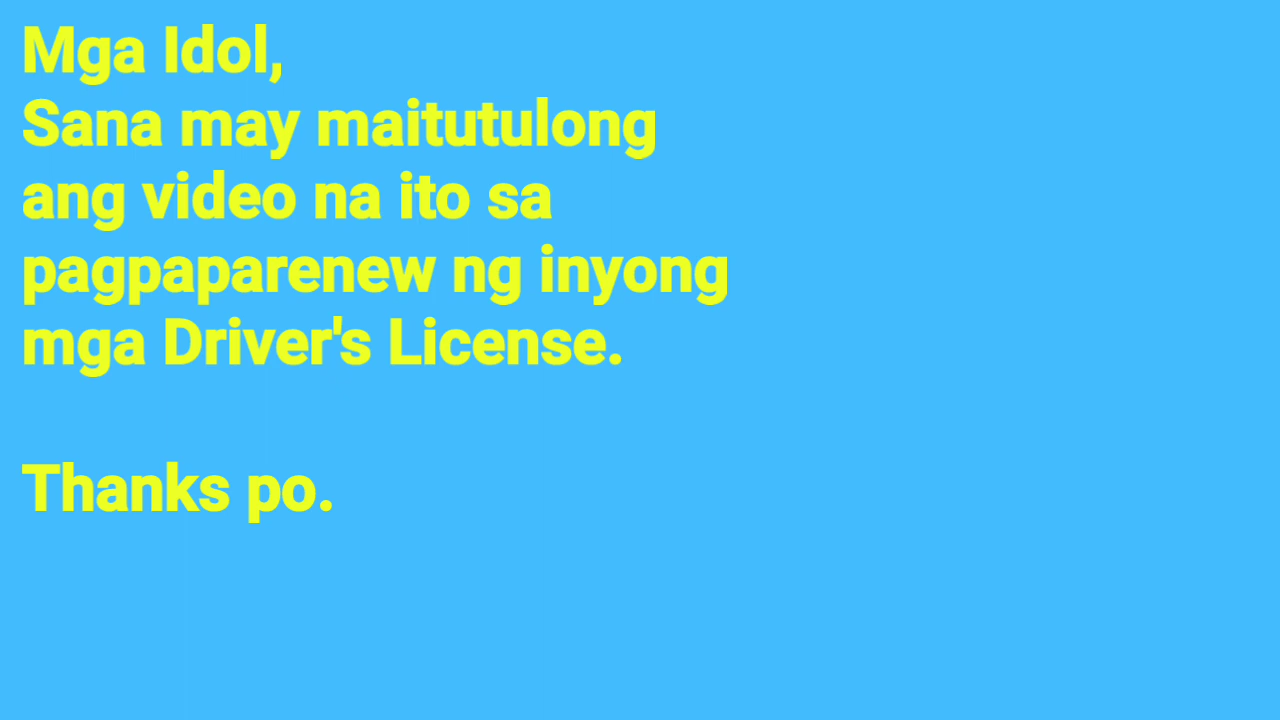 Mga Idol,
Sana may maitutulong
ang video na ito sa
pagpaparenew ng inyong
mga Driver's License.
Thanks po.